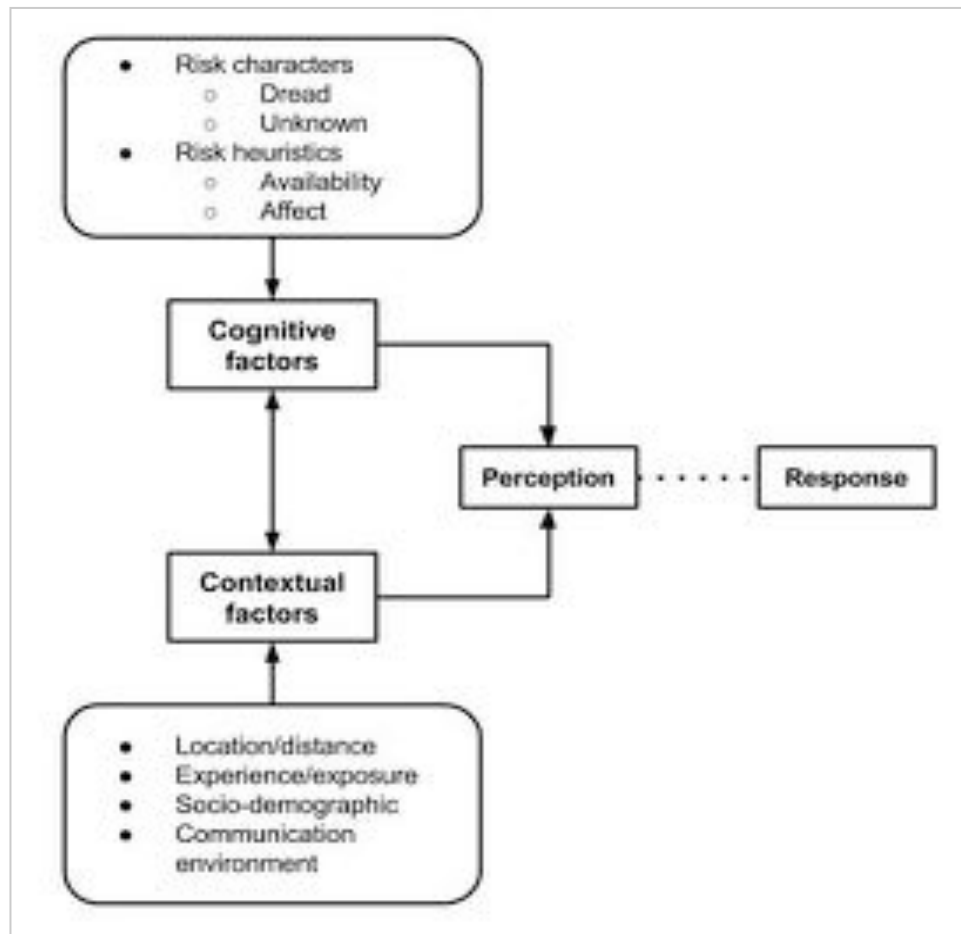 ● Risk characters
○ Dread
○ Unknown
● Risk heuristics
○ Availability
○ Affect
Cognitive
factors
Perception
Response
Contextual
factors
● Location/distance
● Experience/exposure
● Socio-demographic
● Communication
environment